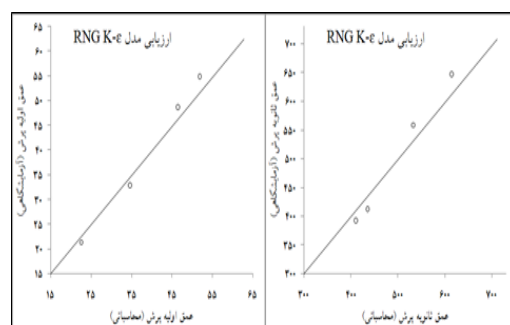 ارزیابی مدل RNG K-ε
۶۵
۶۰
۵۵
۵۰
۴۵
۴۰
۳۵
۳۰
۲۵
۲۰
۱۵
عمق اولیه پرش (آزمایشگاهی)
۱۵ ۲۵ ۳۵ ۴۵ ۵۵ ۶۵
عمق اولیه پرش (محاسباتی)
ارزیابی مدل RNG K-ε
۷۰۰
۶۵۰
۶۰۰
۵۵۰
۵۰۰
۴۵۰
۴۰۰
۳۵۰
۳۰۰
عمق ثانویه پرش (آزمایشگاهی)
۳۰۰ ۴۰۰ ۵۰۰ ۶۰۰ ۷۰۰
عمق ثانویه پرش (محاسباتی)